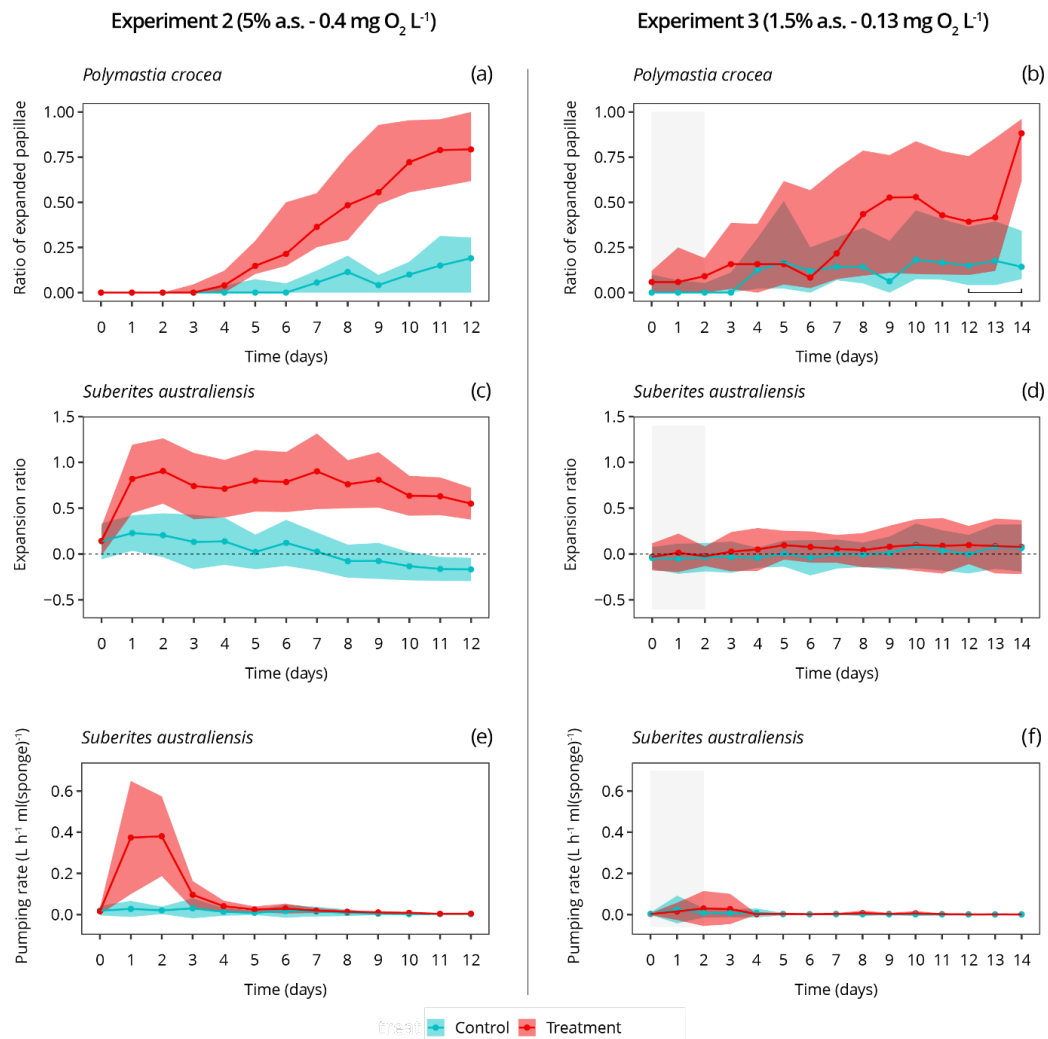 Experiment 2 (5% a.s. - 0.4 mg O₂ L⁻¹)
Experiment 3 (1.5% a.s. - 0.13 mg O₂ L⁻¹)
Polymastia crocea
(a)
Ratio of expanded papillae
1.00
0.75
0.50
0.25
0.00
0 1 2 3 4 5 6 7 8 9 10 11 12
Time (days)
Polymastia crocea
(b)
Ratio of expanded papillae
1.00
0.75
0.50
0.25
0.00
0 1 2 3 4 5 6 7 8 9 10 11 12 13 14
Time (days)
Suberites australiensis
(c)
Expansion ratio
1.5
1.0
0.5
0.0
−0.5
0 1 2 3 4 5 6 7 8 9 10 11 12
Time (days)
Suberites australiensis
(d)
Expansion ratio
1.5
1.0
0.5
0.0
−0.5
0 1 2 3 4 5 6 7 8 9 10 11 12 13 14
Time (days)
Suberites australiensis
(e)
Pumping rate (L h⁻¹ ml(sponge)⁻¹)
0.6
0.4
0.2
0.0
0 1 2 3 4 5 6 7 8 9 10 11 12
Time (days)
Suberites australiensis
(f)
Pumping rate (L h⁻¹ ml(sponge)⁻¹)
0.6
0.4
0.2
0.0
0 1 2 3 4 5 6 7 8 9 10 11 12 13 14
Time (days)
treat Control Treatment